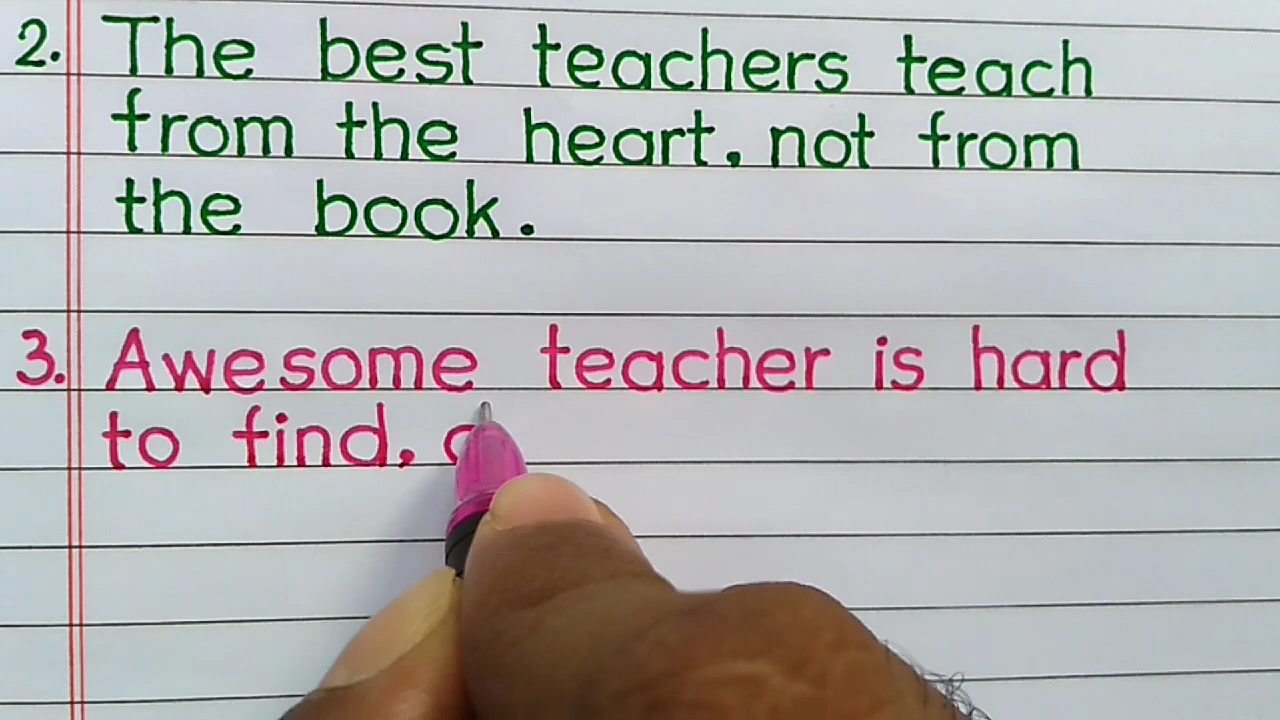 2. The best teachers teach
from the heart, not from
the book.
3. Awesome teacher is hard
to find,